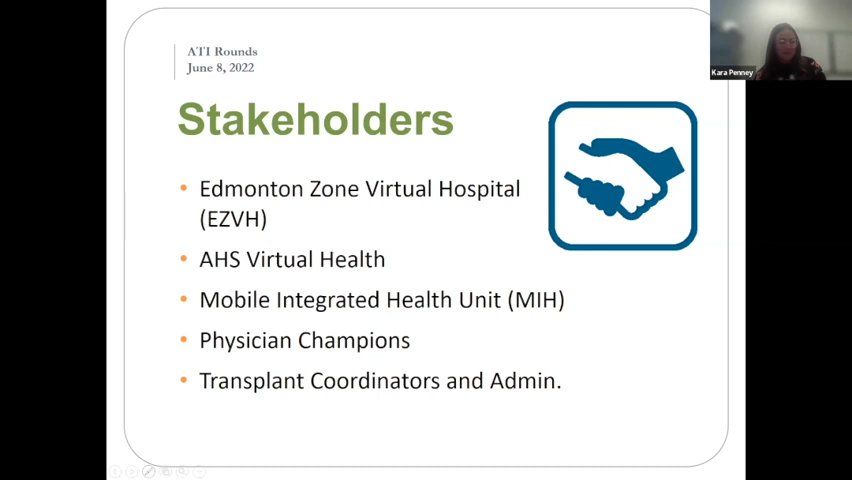 ATI Rounds
June 8, 2022
Kara Penney
Stakeholders
• Edmonton Zone Virtual Hospital
(EZVH)
• AHS Virtual Health
• Mobile Integrated Health Unit (MIH)
• Physician Champions
• Transplant Coordinators and Admin.